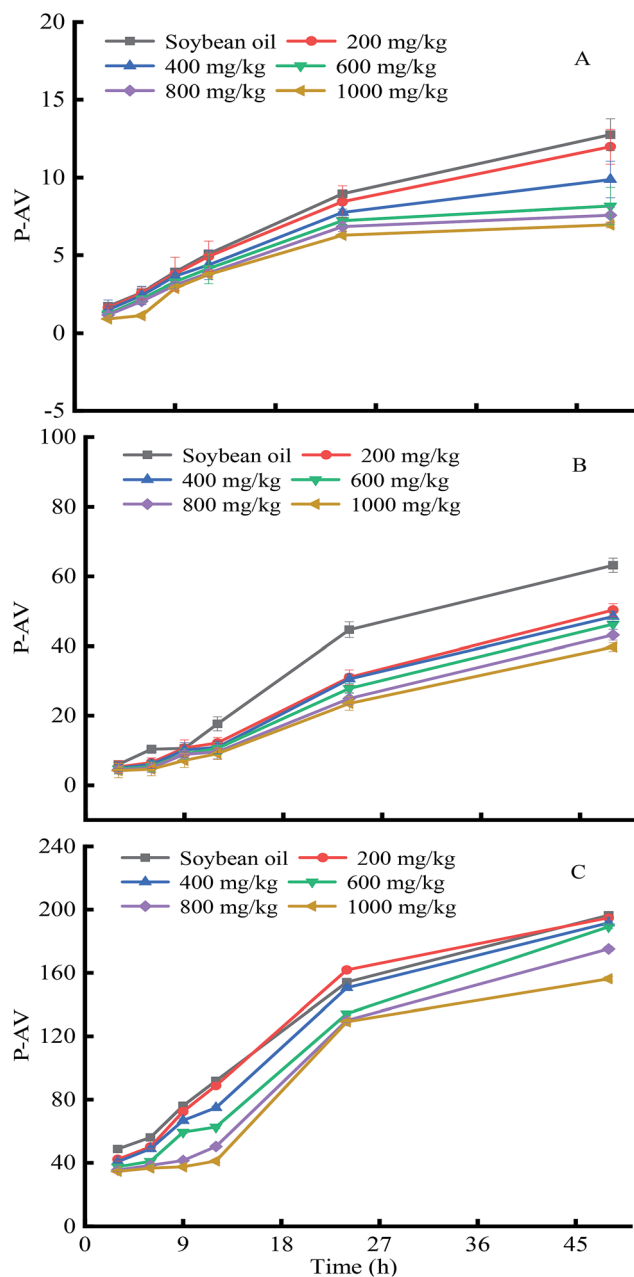 20
Soybean oil 200 mg/kg
400 mg/kg 600 mg/kg
A
800 mg/kg 1000 mg/kg
15
10
P-AV
5
0
-5
100
Soybean oil 200 mg/kg
400 mg/kg 600 mg/kg
B
800 mg/kg 1000 mg/kg
80
60
P-AV
40
20
0
240
Soybean oil 200 mg/kg
C
400 mg/kg 600 mg/kg
800 mg/kg 1000 mg/kg
200
160
P-AV
120
80
40
0
0 9 18 27 36 45
Time (h)